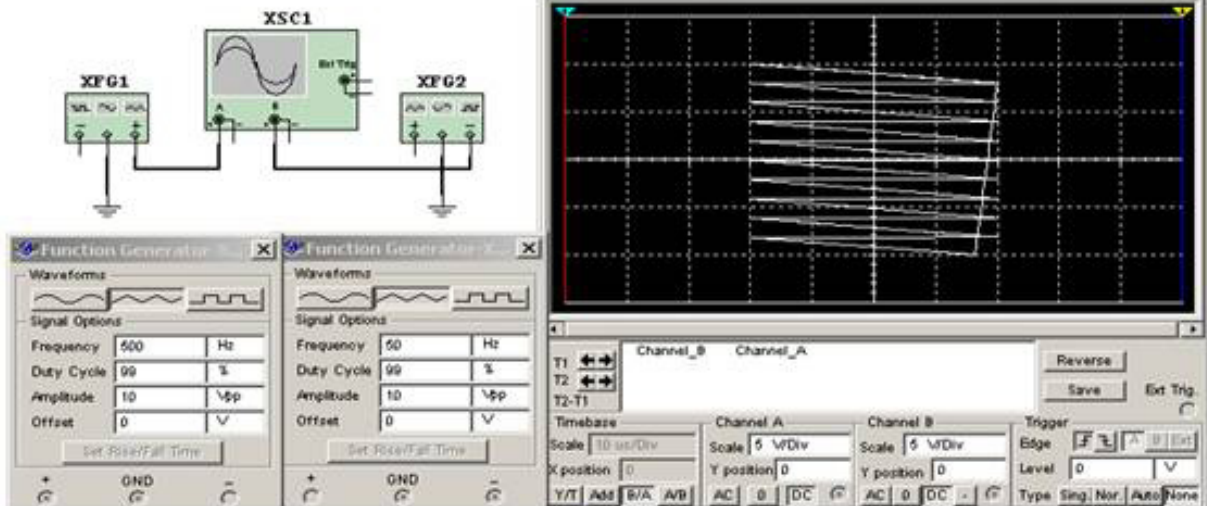 XSC1
Ext Trig
XFG1
XFG2
A
B
Function Generator-X...
Waveforms
Signal Options
Frequency 500 Hz
Duty Cycle 99 %
Amplitude 10 Vpp
Offset 0 V
Set Rise/Fall Time
+ GND -
Function Generator-X...
Waveforms
Signal Options
Frequency 50 Hz
Duty Cycle 99 %
Amplitude 10 Vpp
Offset 0 V
Set Rise/Fall Time
+ GND -
T1
T2
T2-T1
Channel_B Channel_A
Reverse
Save
Ext Trig.
Timebase
Scale 10 us/Div
X position 0
Y/T Add B/A A/B
Channel A
Scale 5 V/Div
Y position 0
AC 0 DC
Channel B
Scale 5 V/Div
Y position 0
AC 0 DC -
Trigger
Edge A B Ext
Level 0 V
Type Sing. Nor. Auto None